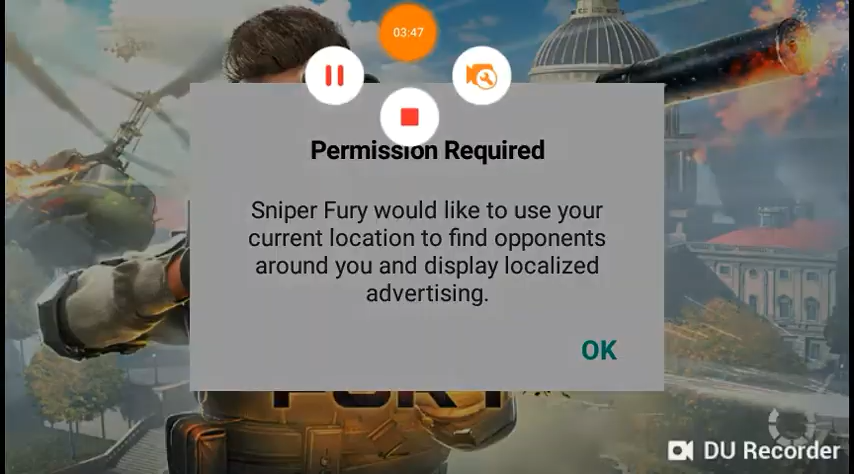 03:47
Permission Required
Sniper Fury would like to use your
current location to find opponents
around you and display localized
advertising.
OK
FURY
DU Recorder